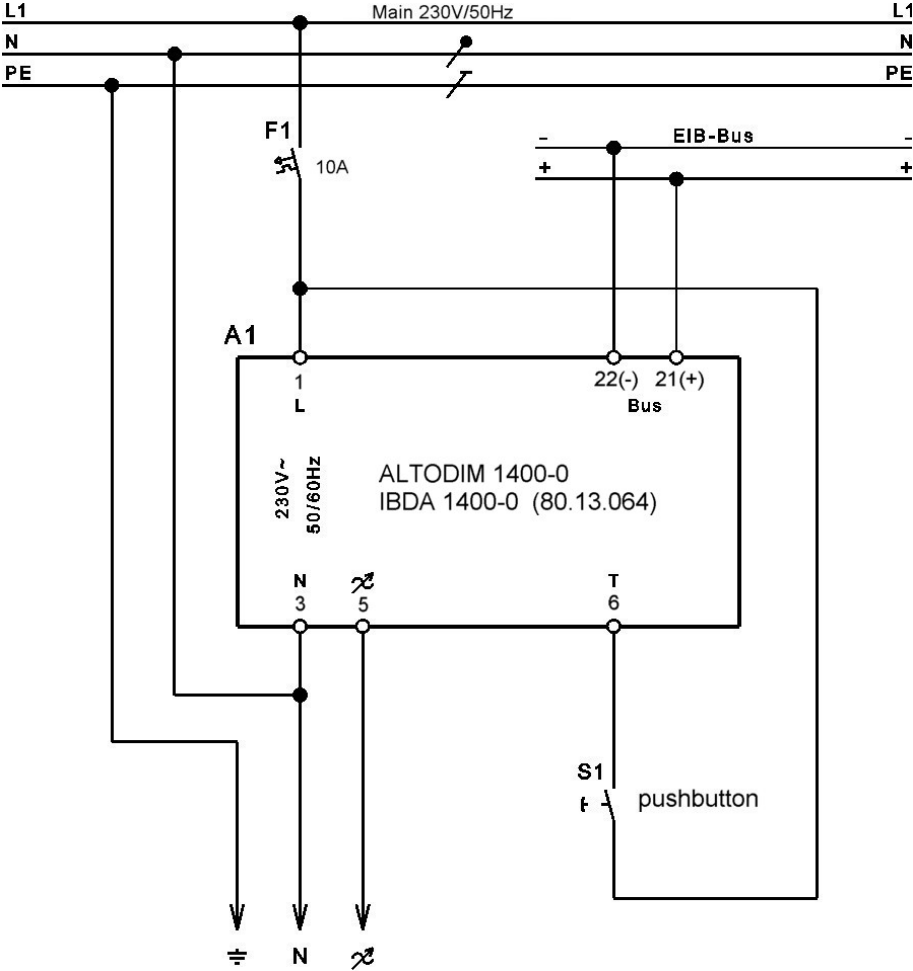 L1 Main 230V/50Hz L1
N N
PE PE
F1
10A
EIB-Bus
- -
+ +
A1
1 22(-) 21(+)
L Bus
230V~
50/60Hz
ALTODIM 1400-0
IBDA 1400-0 (80.13.064)
N T
3 5 6
S1
pushbutton
N